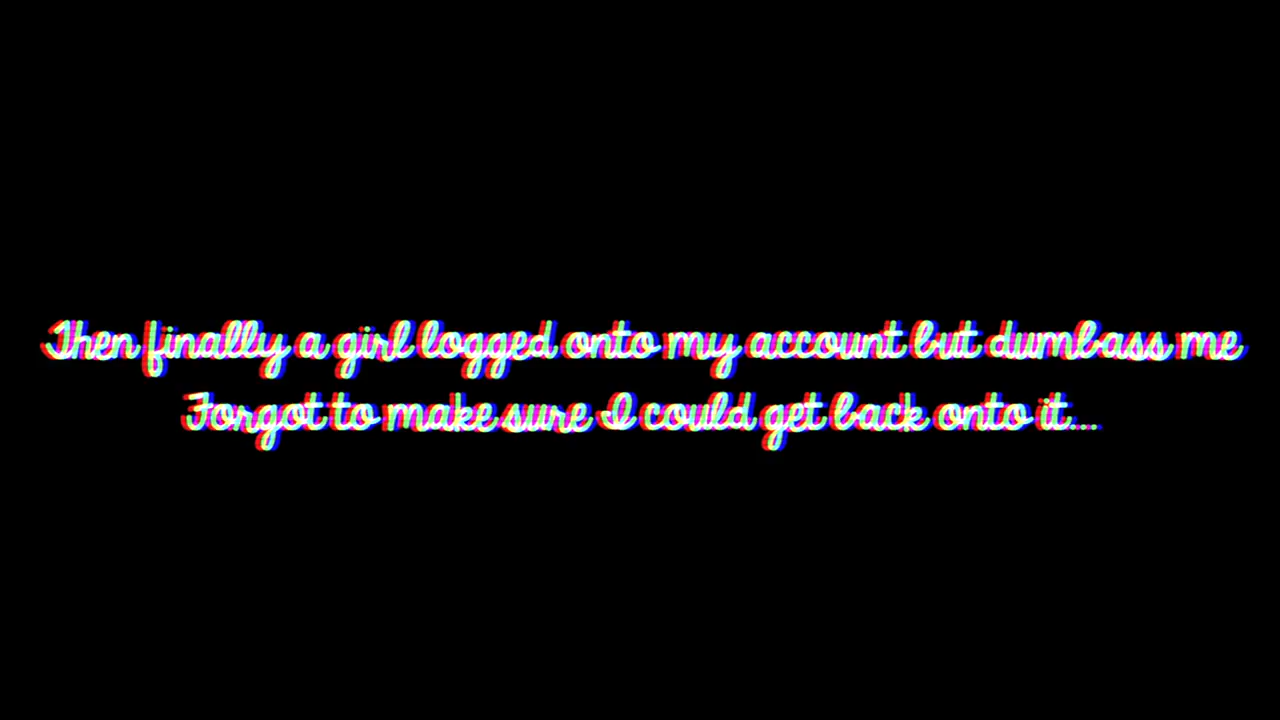 Then finally a girl logged onto my account but dumbass me
Forgot to make sure I could get back onto it...